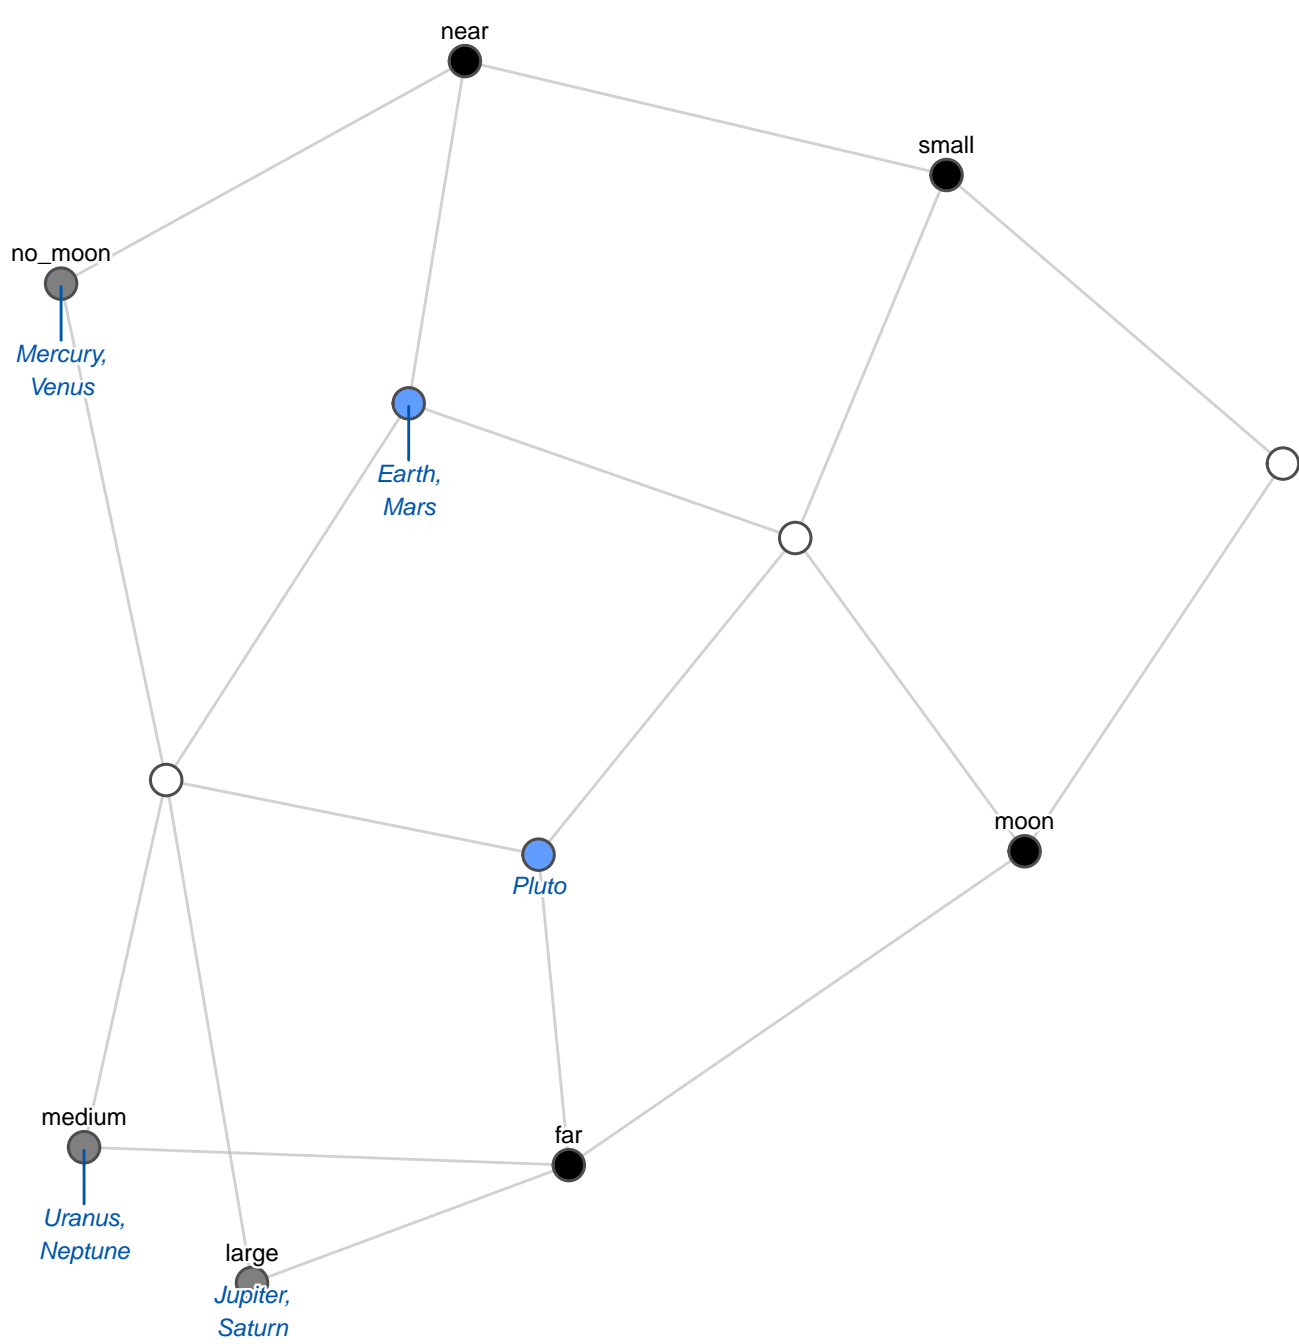 near
small
no_moon
Mercury,
Venus
Earth,
Mars
moon
Pluto
medium
far
Uranus,
Neptune
large
Jupiter,
Saturn